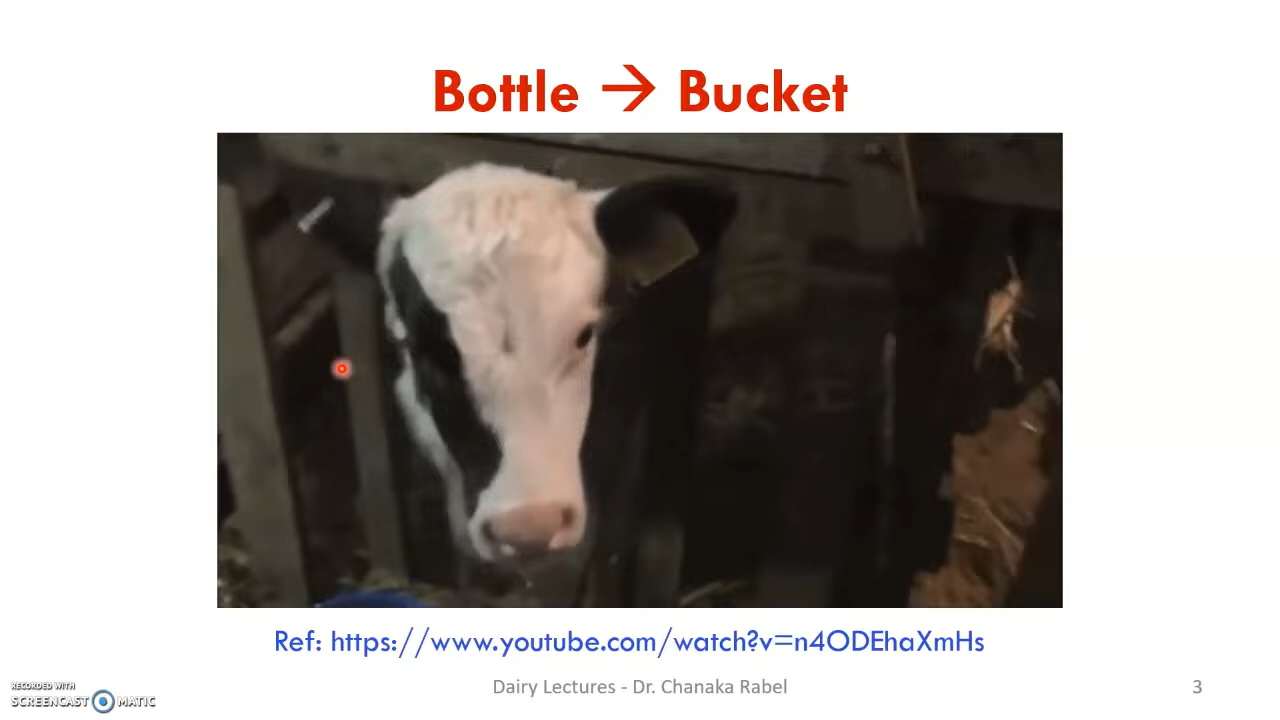 Bottle → Bucket
Ref: https://www.youtube.com/watch?v=n4ODEhaXmHs
Dairy Lectures - Dr. Chanaka Rabel
3
RECORDED WITH
SCREENCAST MATIC